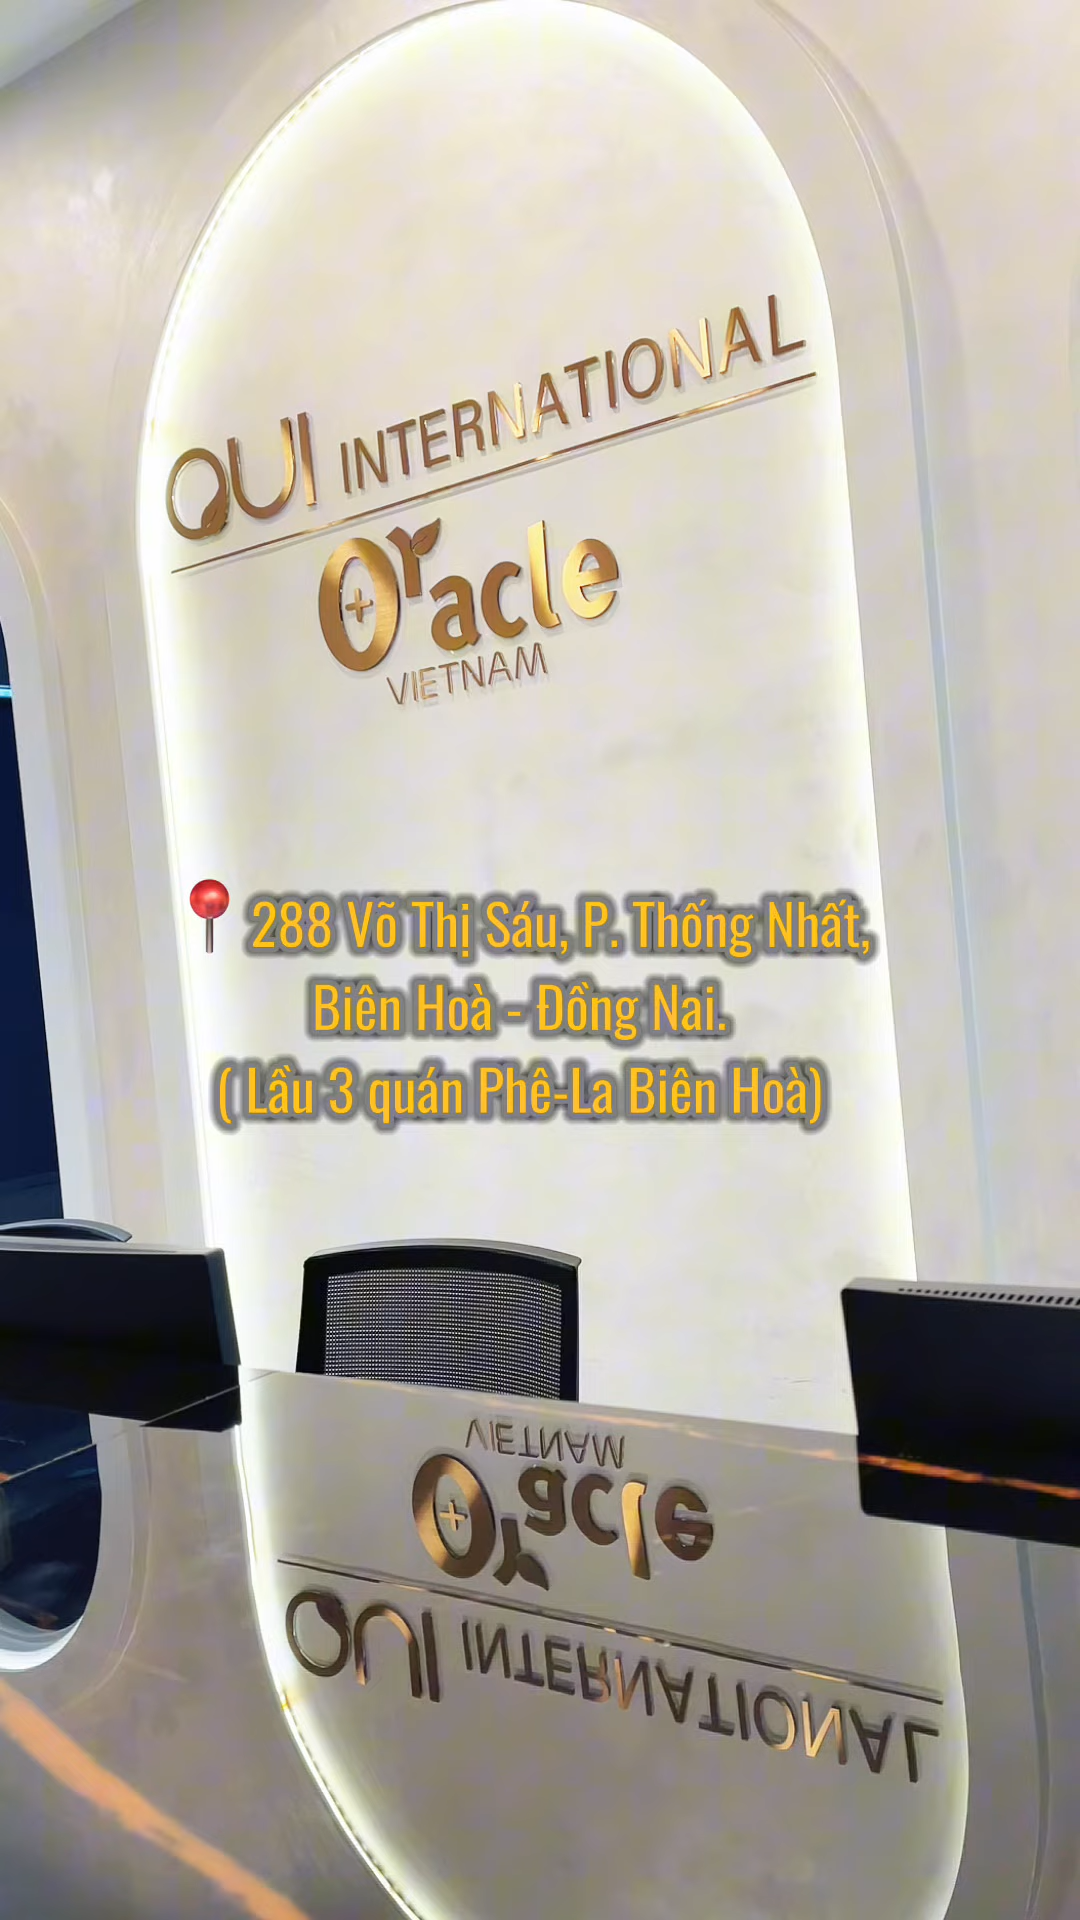 QUI INTERNATIONAL
Oracle
VIETNAM
📍 288 Võ Thị Sáu, P. Thống Nhất,
Biên Hoà - Đồng Nai.
( Lầu 3 quán Phê-La Biên Hoà)
VIETNAM
Oracle
QUI INTERNATIONAL